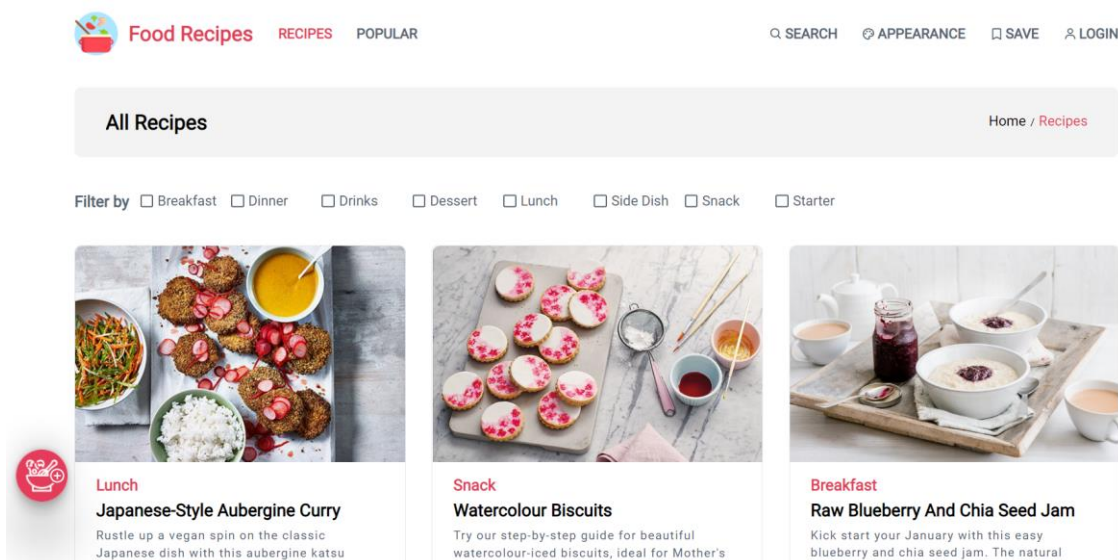 Food Recipes RECIPES POPULAR SEARCH APPEARANCE SAVE LOGIN
All Recipes Home / Recipes
Filter by Breakfast Dinner Drinks Dessert Lunch Side Dish Snack Starter
Lunch
Japanese-Style Aubergine Curry
Rustle up a vegan spin on the classic
Japanese dish with this aubergine katsu
Snack
Watercolour Biscuits
Try our step-by-step guide for beautiful
watercolour-iced biscuits, ideal for Mother's
Breakfast
Raw Blueberry And Chia Seed Jam
Kick start your January with this easy
blueberry and chia seed jam. The natural